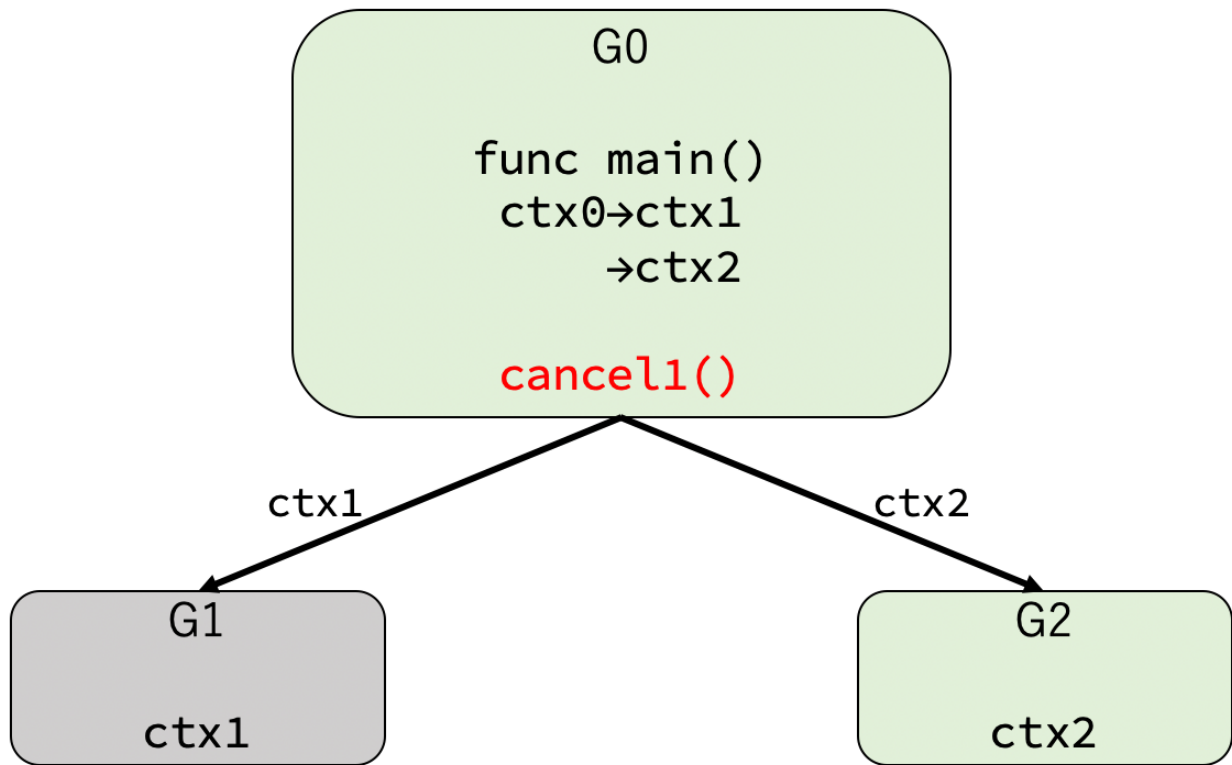 G0
func main()
ctx0→ctx1
→ctx2
cancel1()
ctx1
ctx2
G1
ctx1
G2
ctx2